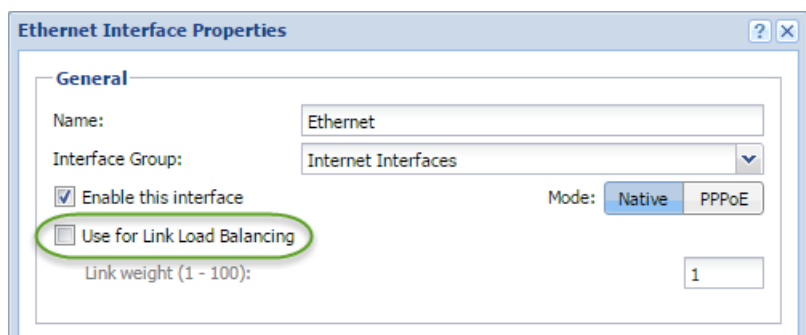 Ethernet Interface Properties ?
General
Name: Ethernet
Interface Group: Internet Interfaces
Enable this interface Mode: Native PPPoE
Use for Link Load Balancing
Link weight (1 - 100): 1